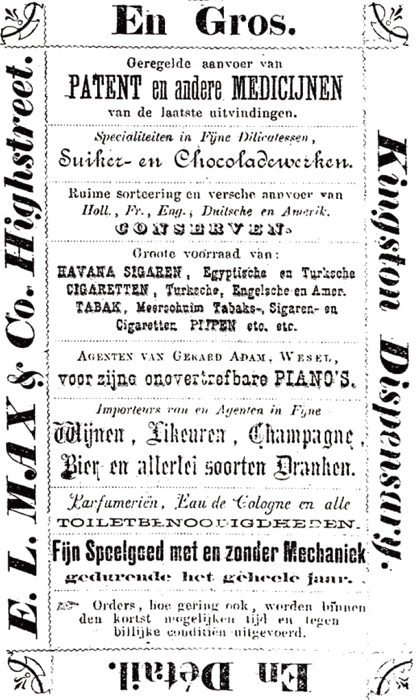 En Gros.
E. L. MAX & Co. Highstreet.
Geregelde aanvoer van
PATENT en andere MEDICIJNEN
van de laatste uitvindingen.
Specialiteiten in Fijne Dilicatessen,
Suiker- en Chocoladewerken.
Ruime sorteering en versche aanvoer van
Holl., Fr., Eng., Duitsche en Amerik.
CONSERVEN.
Groote voorraad van:
HAVANA SIGAREN, Egyptische en Turksche
CIGARETTEN, Turksche, Engelsche en Amer.
TABAK, Meerschuim Tabaks-, Sigaren- en
Cigaretten PIJPEN etc. etc.
AGENTEN VAN GERARD ADAM, WESEL,
voor zijne onovertrefbare PIANO'S.
Importeurs van en Agenten in Fijne
Wijnen, Likeuren, Champagne,
Bier en allerlei soorten Dranken.
Parfumeriën, Eau de Cologne en alle
TOILETBENOODIGDHEDEN.
Fijn Speelgoed met en zonder Mechaniek
gedurende het geheele jaar.
Orders, hoe gering ook, worden binnen
den kortst mogelijken tijd en tegen
billijke conditiën uitgevoerd.
Kingston Dispensary.
En Détail.